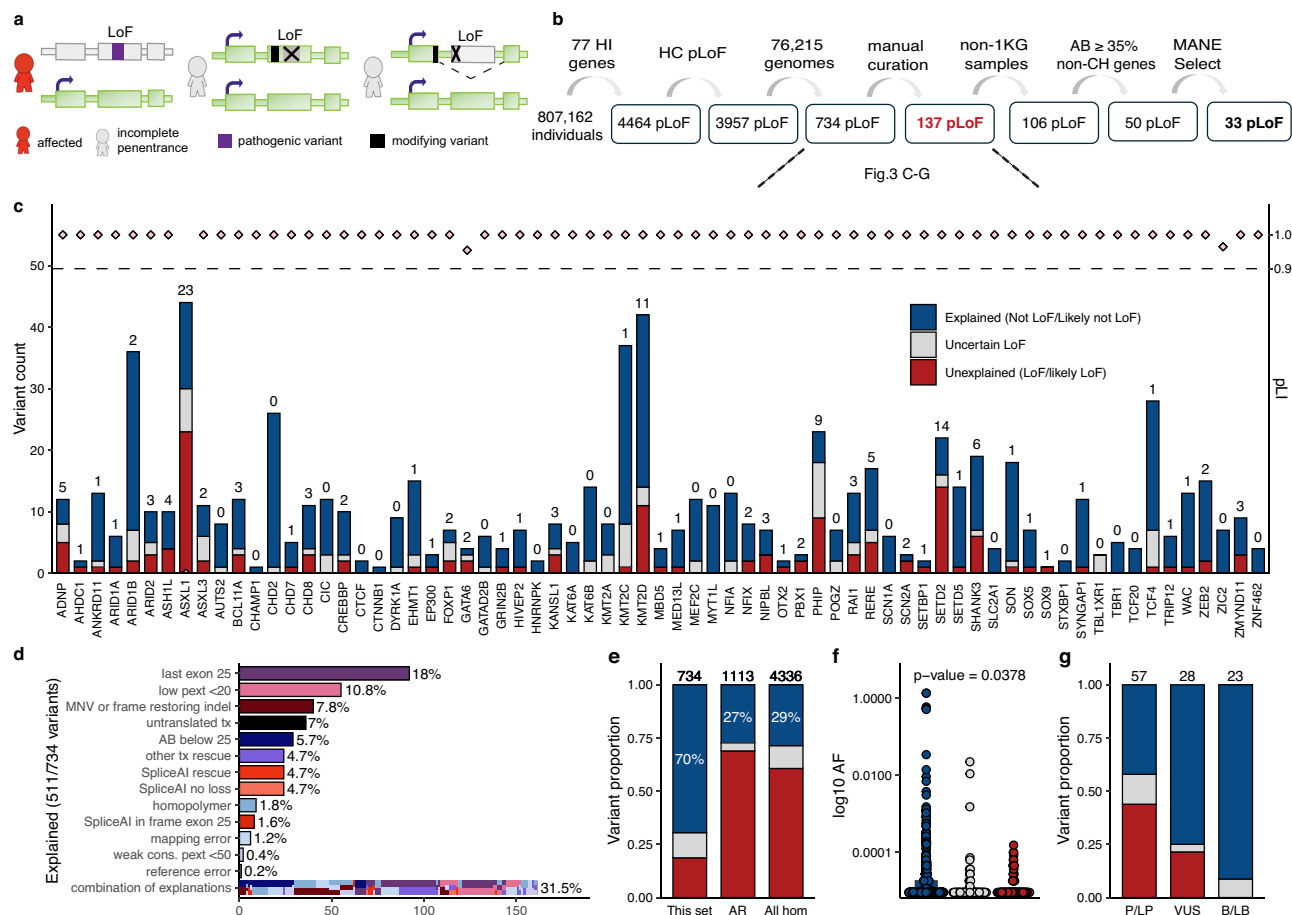 a
LoF
LoF
LoF
affected
incomplete
penetrance
pathogenic variant
modifying variant
b
77 HI
genes
HC pLoF
76,215
genomes
manual
curation
non-1KG
samples
AB ≥ 35%
non-CH genes
MANE
Select
807,162
individuals
4464 pLoF
3957 pLoF
734 pLoF
137 pLoF
106 pLoF
50 pLoF
33 pLoF
Fig.3 C-G
c
Variant count
50
40
30
20
10
0
1.0
0.9
pLI
Explained (Not LoF/Likely not LoF)
Uncertain LoF
Unexplained (LoF/likely LoF)
5 1 1 1 2 3 4 23 2 0 3 0 0 1 3 0 2 0 0 0 1 0 2 2 0 1 1 0 3 0 0 0 1 11 1 1 0 0 0 2 3 0 2 9 0 3 5 0 2 1 14 1 6 0 1 1 1 0 1 0 0 0 1 0 1 2 0 3 0
ADNP
AHDC1
ANKRD11
ARID1A
ARID1B
ARID2
ASH1L
ASXL1
ASXL3
AUTS2
BCL11A
CHAMP1
CHD2
CHD7
CHD8
CIC
CREBBP
CTCF
CTNNB1
DYRK1A
EHMT1
EP300
FOXP1
GATA6
GATAD2B
GRIN2B
HIVEP2
HNRNPK
KANSL1
KAT6A
KAT6B
KMT2A
KMT2C
KMT2D
MBD5
MED13L
MEF2C
MYT1L
NFIA
NFIX
NIPBL
OTX2
PBX1
PHIP
POGZ
RAI1
RERE
SCN1A
SCN2A
SETBP1
SETD2
SETD5
SHANK3
SLC2A1
SON
SOX5
SOX9
STXBP1
SYNGAP1
TBL1XR1
TBR1
TCF20
TCF4
TRIP12
WAC
ZEB2
ZIC2
ZMYND11
ZNF462
d
Explained (511/734 variants)
last exon 25 18%
low pext <20 10.8%
MNV or frame restoring indel 7.8%
untranslated tx 7%
AB below 25 5.7%
other tx rescue 4.7%
SpliceAI rescue 4.7%
SpliceAI no loss 4.7%
homopolymer 1.8%
SpliceAI in frame exon 25 1.6%
mapping error 1.2%
weak cons. pext <50 0.4%
reference error 0.2%
combination of explanations 31.5%
0 50 100 150
e
Variant proportion
734 1113 4336
1.00
0.75
0.50
0.25
0.00
70%
27%
29%
This set AR All hom
f
p−value = 0.0378
log10 AF
1.0000
0.0100
0.0001
g
Variant proportion
57 28 23
1.00
0.75
0.50
0.25
0.00
P/LP VUS B/LB